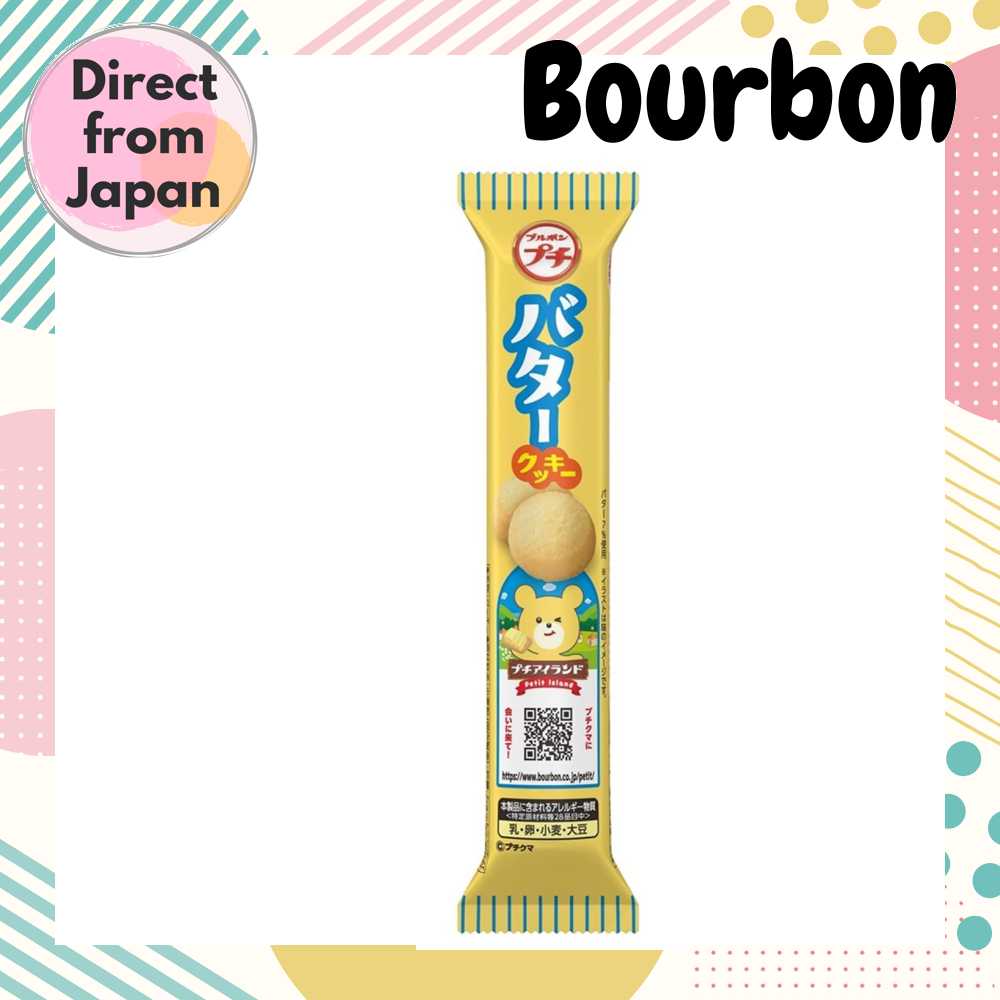 Direct
from
Japan
Bourbon
ブルボン
プチ
バター
クッキー
バター7%使用 ※イラストは味のイメージです。
プチアイランド
Petit Island
プチクマに
会いに来て!
https://www.bourbon.co.jp/petit/
本製品に含まれるアレルギー物質
<特定原材料等28品目中>
乳・卵・小麦・大豆
©プチクマ